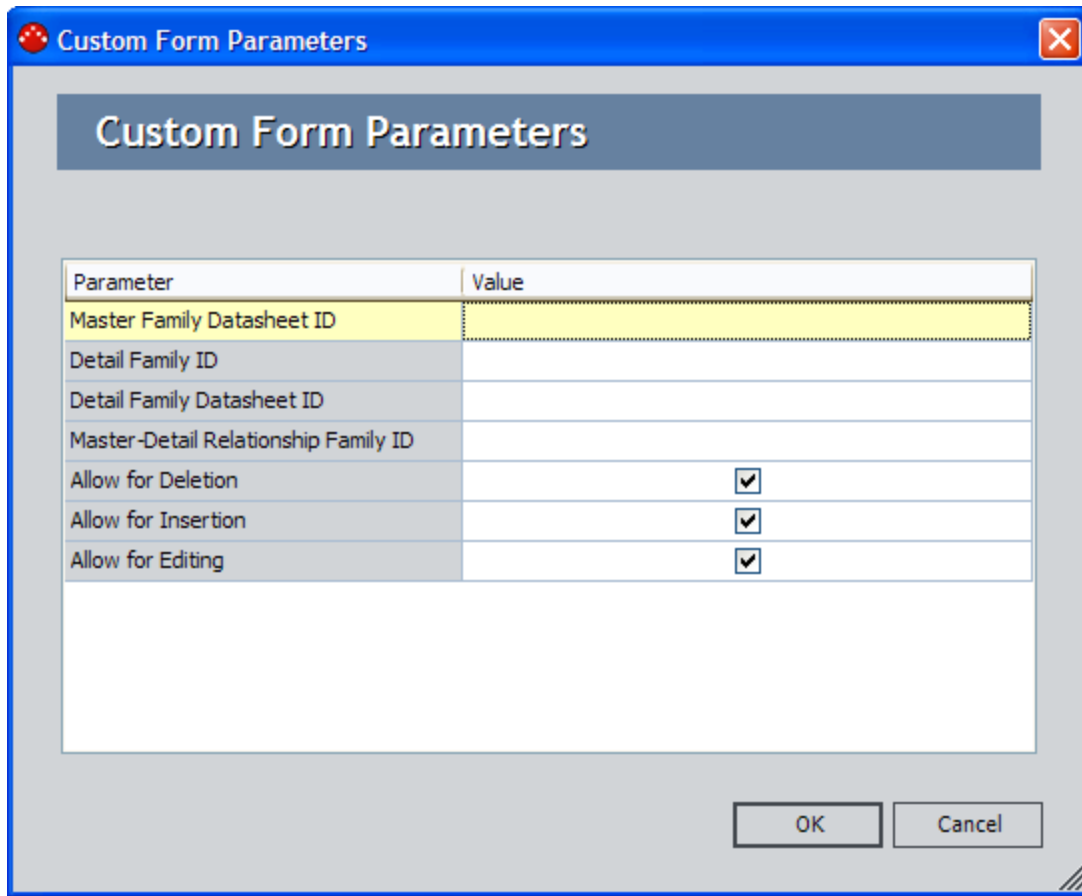 Custom Form Parameters
Custom Form Parameters
Parameter Value
Master Family Datasheet ID
Detail Family ID
Detail Family Datasheet ID
Master-Detail Relationship Family ID
Allow for Deletion
Allow for Insertion
Allow for Editing
OK Cancel